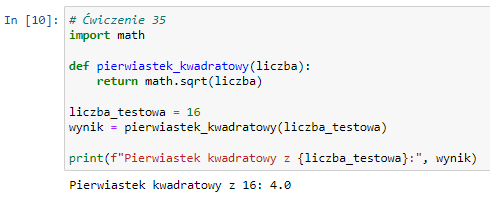 In [10]: # Ćwiczenie 35
import math
def pierwiastek_kwadratowy(liczba):
    return math.sqrt(liczba)
liczba_testowa = 16
wynik = pierwiastek_kwadratowy(liczba_testowa)
print(f"Pierwiastek kwadratowy z {liczba_testowa}:", wynik)
Pierwiastek kwadratowy z 16: 4.0